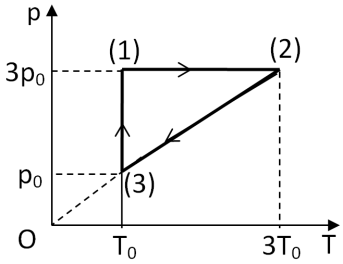 p
(1) (2)
3p₀
p₀
(3)
O T₀ 3T₀ T